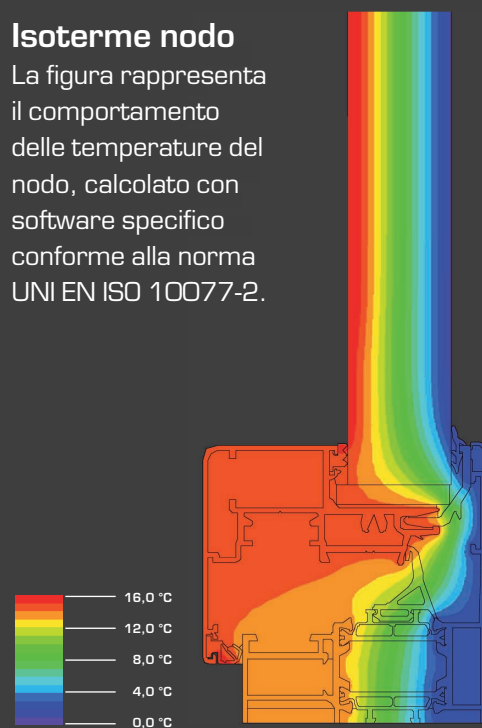 Isoterme nodo
La figura rappresenta
il comportamento
delle temperature del
nodo, calcolato con
software specifico
conforme alla norma
UNI EN ISO 10077-2.
16,0 °C
12,0 °C
8,0 °C
4,0 °C
0,0 °C